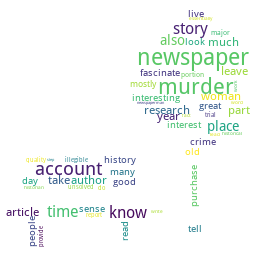 live
story
major
also look much
newspaper
fascinate leave
portion
mostly murder
interesting woman
research great part
year trial
interest place
crime
old
history
illegible
account many
day take author good
unsolved
purchase
article time sense know
people
provide
read
tell